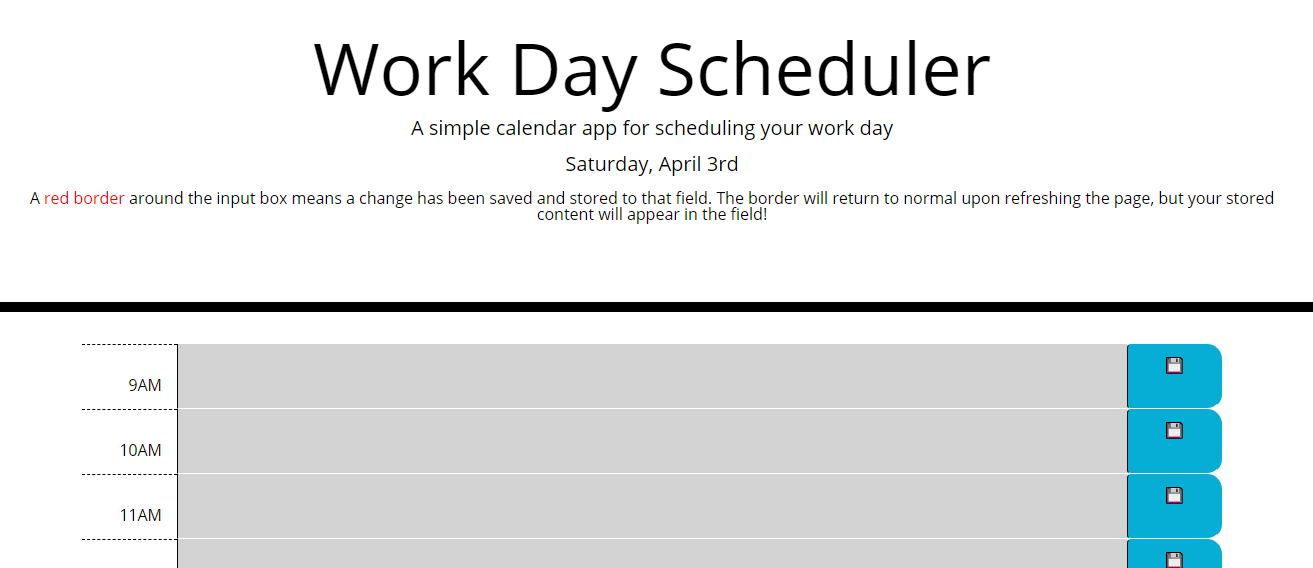 Work Day Scheduler
A simple calendar app for scheduling your work day
Saturday, April 3rd
A red border around the input box means a change has been saved and stored to that field. The border will return to normal upon refreshing the page, but your stored
content will appear in the field!
9AM
10AM
11AM